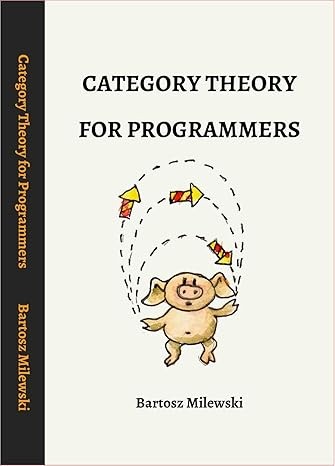 Category Theory for Programmers
Bartosz Milewski
CATEGORY THEORY
FOR PROGRAMMERS
Bartosz Milewski